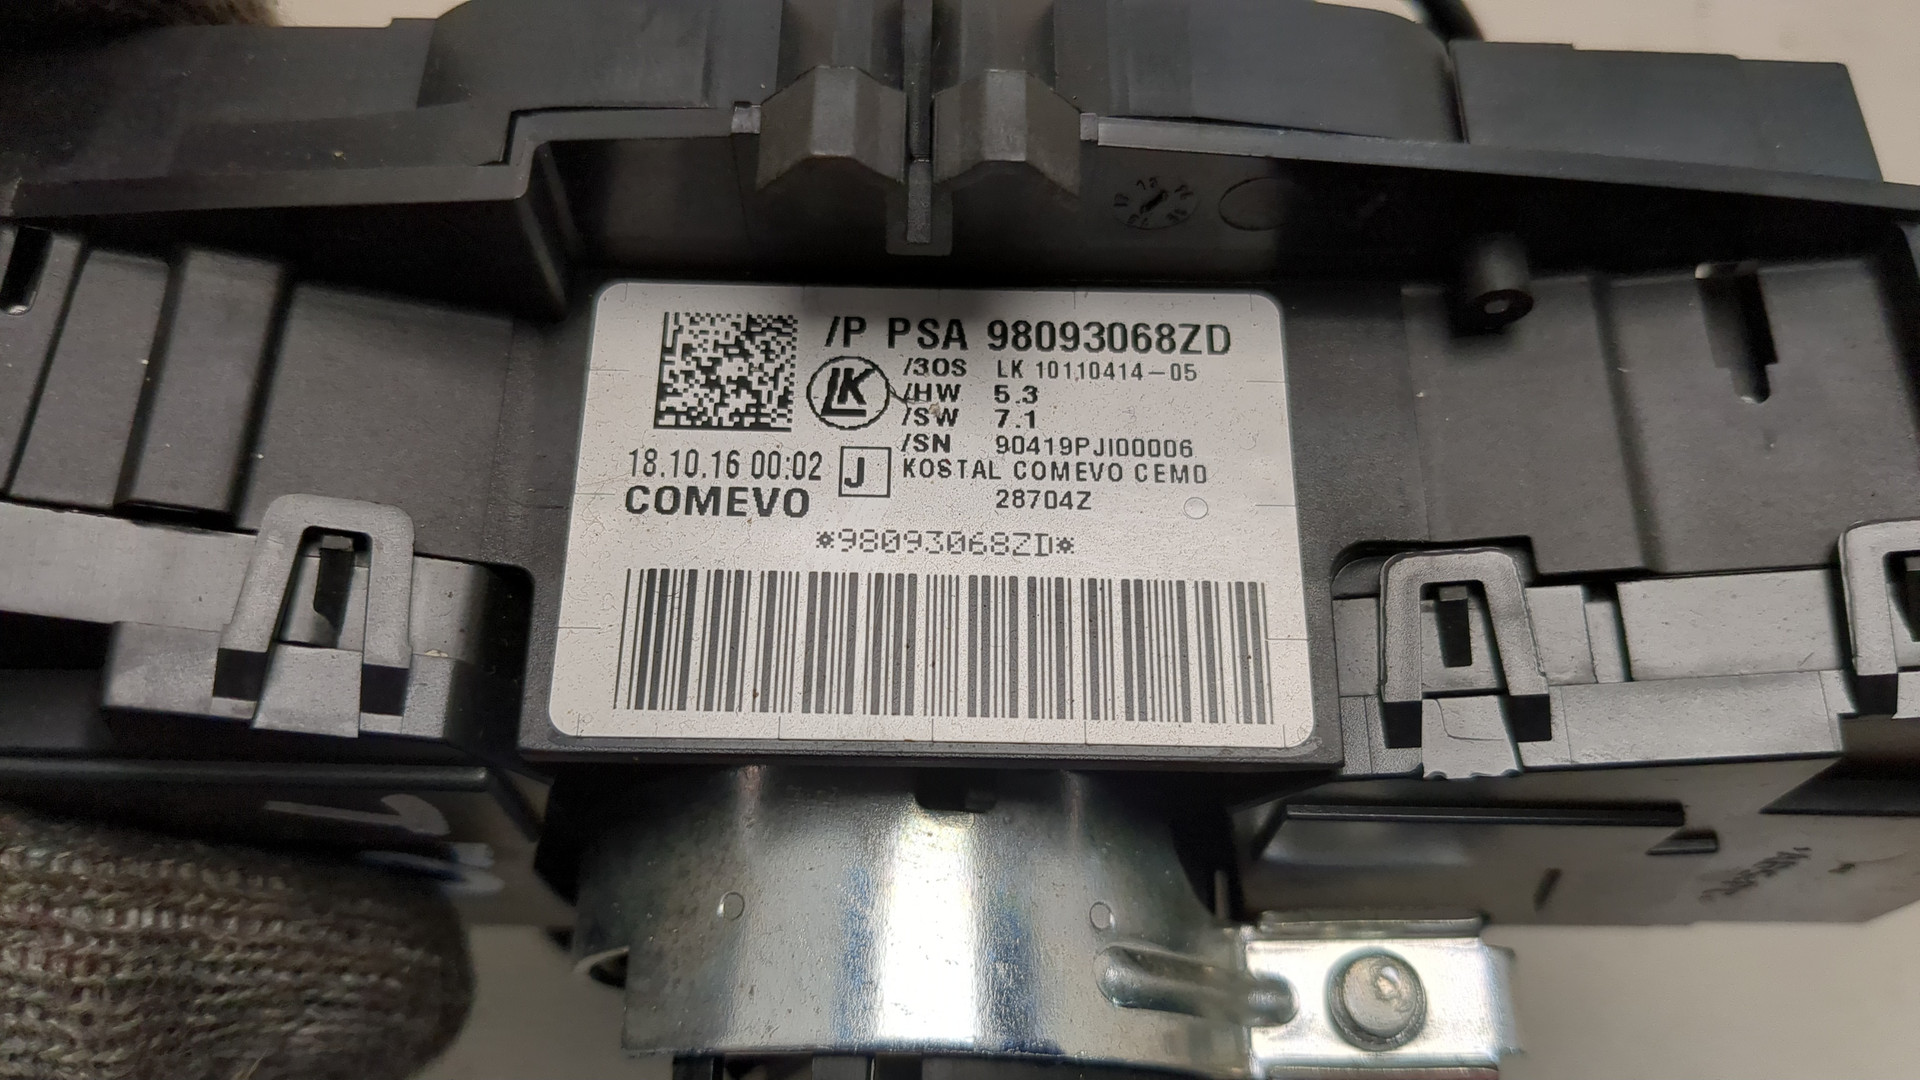 /P PSA 98093068ZD
LK
/30S LK 10110414-05
/HW 5.3
/SW 7.1
/SN 90419PJI00006
18.10.16 00:02 J KOSTAL COMEVO CEMO
COMEVO 28704Z
*98093068ZD*